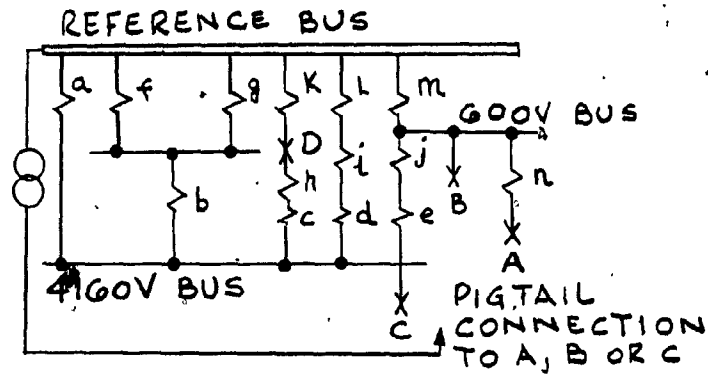 REFERENCE BUS
a
f
g
K
L
m
600V BUS
D
h
i
j
n
b
c
d
e
B
A
4160V BUS
C
PIGTAIL
CONNECTION
TO A, B OR C